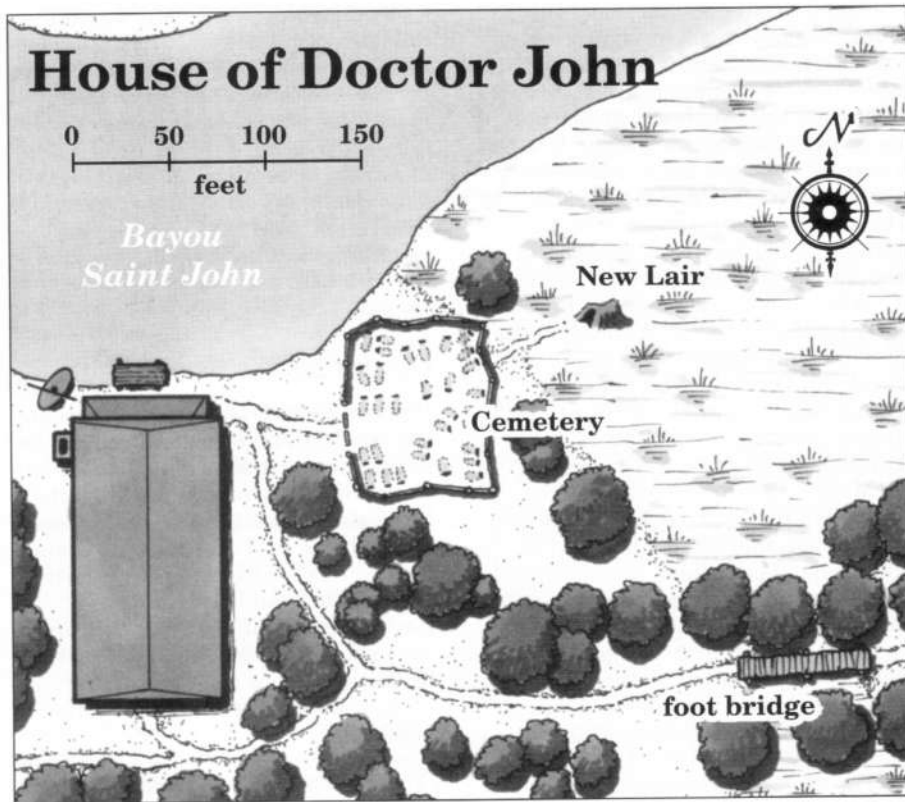 House of Doctor John
0 50 100 150
feet
N
Bayou
Saint John
New Lair
Cemetery
foot bridge